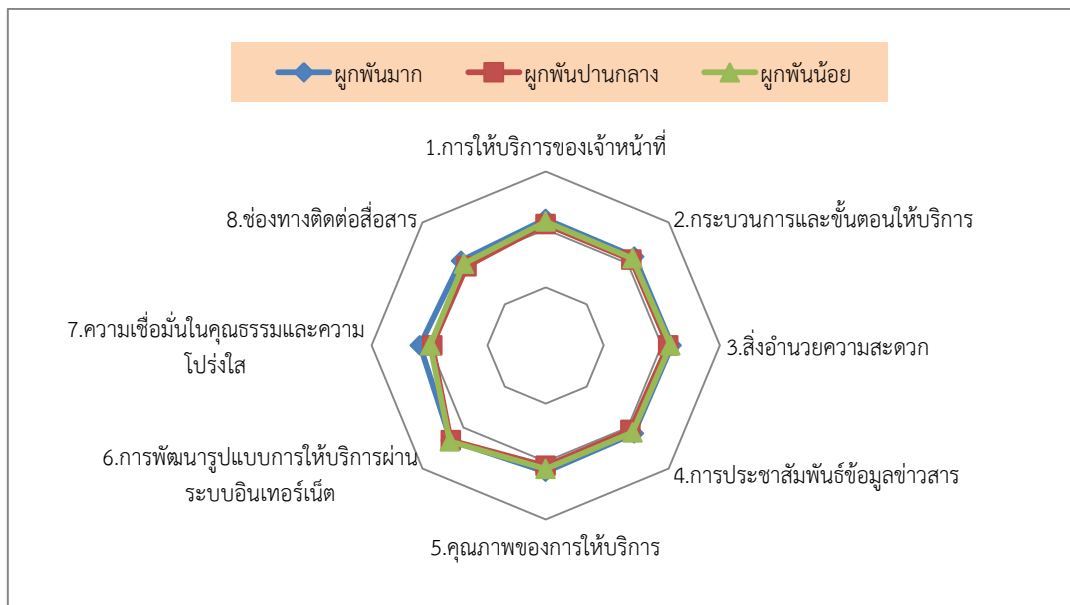 ผูกพันมาก ผูกพันปานกลาง ผูกพันน้อย
1.การให้บริการของเจ้าหน้าที่
8.ช่องทางติดต่อสื่อสาร
2.กระบวนการและขั้นตอนให้บริการ
7.ความเชื่อมั่นในคุณธรรมและความ
โปร่งใส
3.สิ่งอำนวยความสะดวก
6.การพัฒนารูปแบบการให้บริการผ่าน
ระบบอินเทอร์เน็ต
4.การประชาสัมพันธ์ข้อมูลข่าวสาร
5.คุณภาพของการให้บริการ